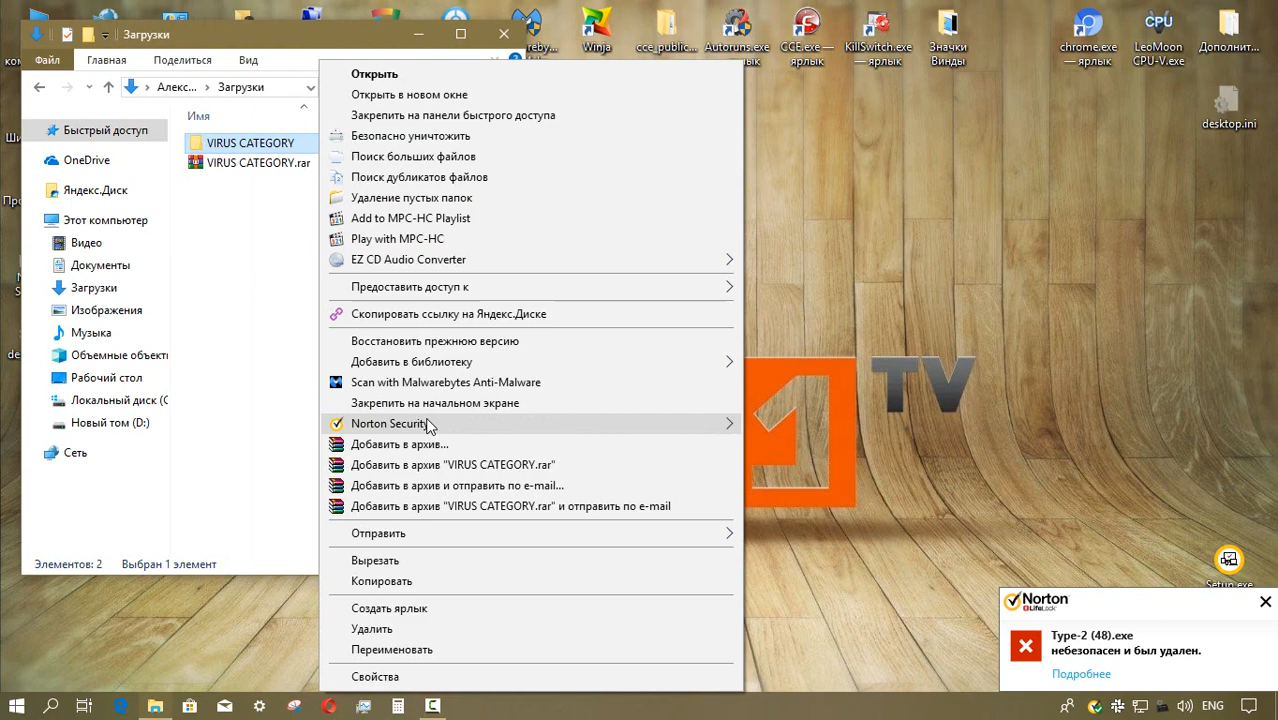 Загрузки
Файл
Главная
Поделиться
Вид
Алекс...
Загрузки
Имя
Быстрый доступ
VIRUS CATEGORY
VIRUS CATEGORY.rar
OneDrive
Яндекс.Диск
Этот компьютер
Видео
Документы
Загрузки
Изображения
Музыка
Объемные объекты
Рабочий стол
Локальный диск (C
Новый том (D:)
Сеть
Элементов: 2
Выбран 1 элемент
Открыть
Открыть в новом окне
Закрепить на панели быстрого доступа
Безопасно уничтожить
Поиск больших файлов
Поиск дубликатов файлов
Удаление пустых папок
Add to MPC-HC Playlist
Play with MPC-HC
EZ CD Audio Converter
Предоставить доступ к
Скопировать ссылку на Яндекс.Диске
Восстановить прежнюю версию
Добавить в библиотеку
Scan with Malwarebytes Anti-Malware
Закрепить на начальном экране
Norton Security
Добавить в архив...
Добавить в архив "VIRUS CATEGORY.rar"
Добавить в архив и отправить по e-mail...
Добавить в архив "VIRUS CATEGORY.rar" и отправить по e-mail
Отправить
Вырезать
Копировать
Создать ярлык
Удалить
Переименовать
Свойства
Winja
cce_public...
Autoruns.exe
CCE.exe —
ярлык
KillSwitch.exe
— ярлык
Значки
Винды
chrome.exe
— ярлык
CPU
LeoMoon
CPU-V.exe
Дополнит...
desktop.ini
TV
Setup.exe
Norton
LifeLock
Type-2 (48).exe
небезопасен и был удален.
Подробнее
ENG